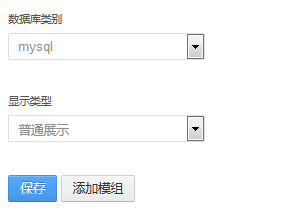 数据库类别
mysql
显示类型
普通展示
保存 添加模组